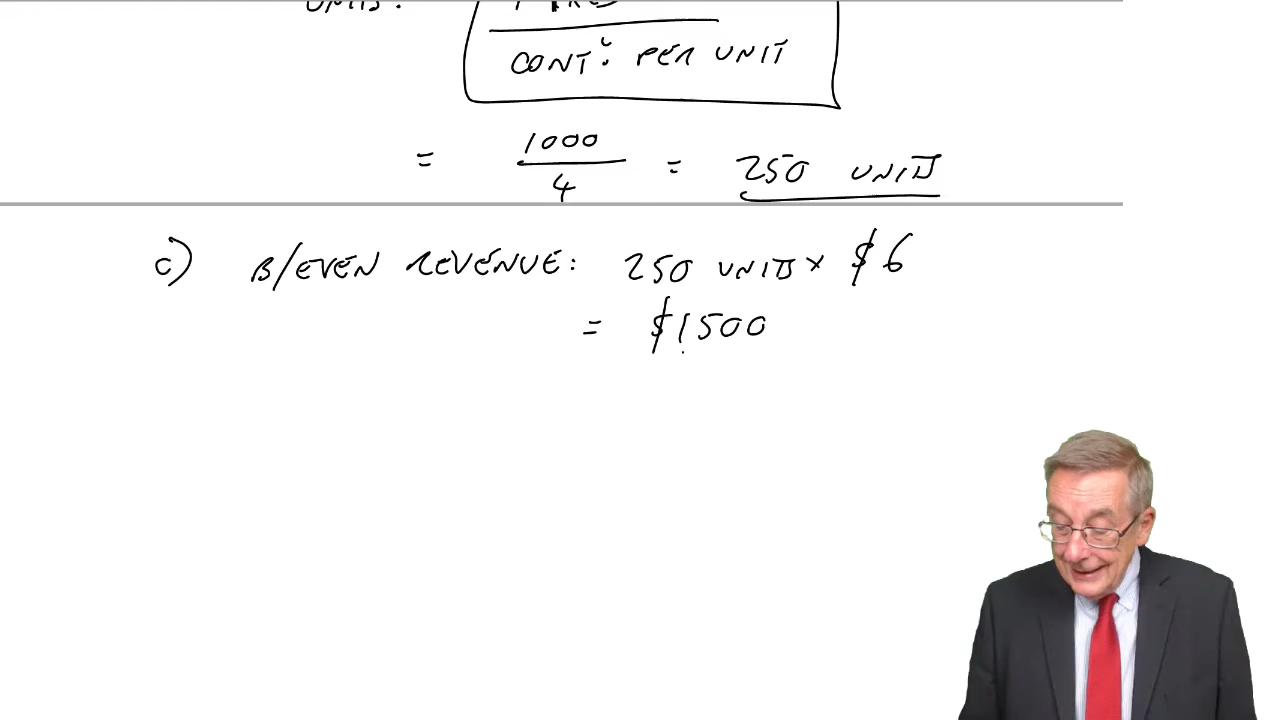 CONT: PER UNIT
= 1000 / 4 = 250 UNITS
c) B/EVEN REVENUE: 250 UNITS × $6
= $1500